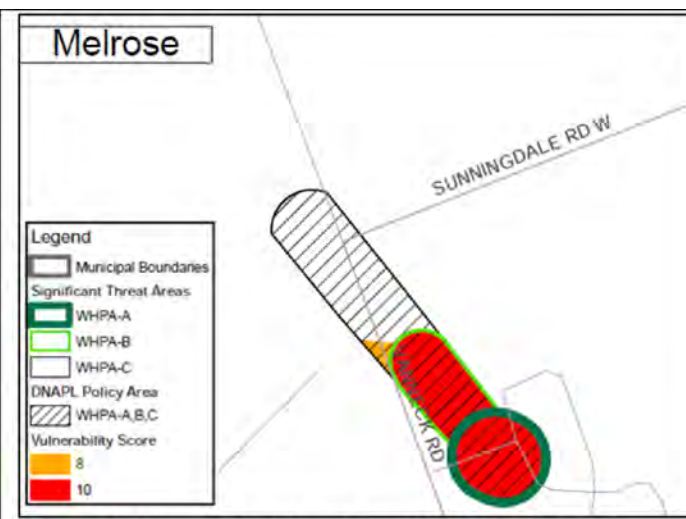 Melrose
SUNNINGDALE RD W
Legend
Municipal Boundaries
Significant Threat Areas
WHPA-A
WHPA-B
WHPA-C
DNAPL Policy Area
WHPA-A,B,C
Vulnerability Score
8
10
RD